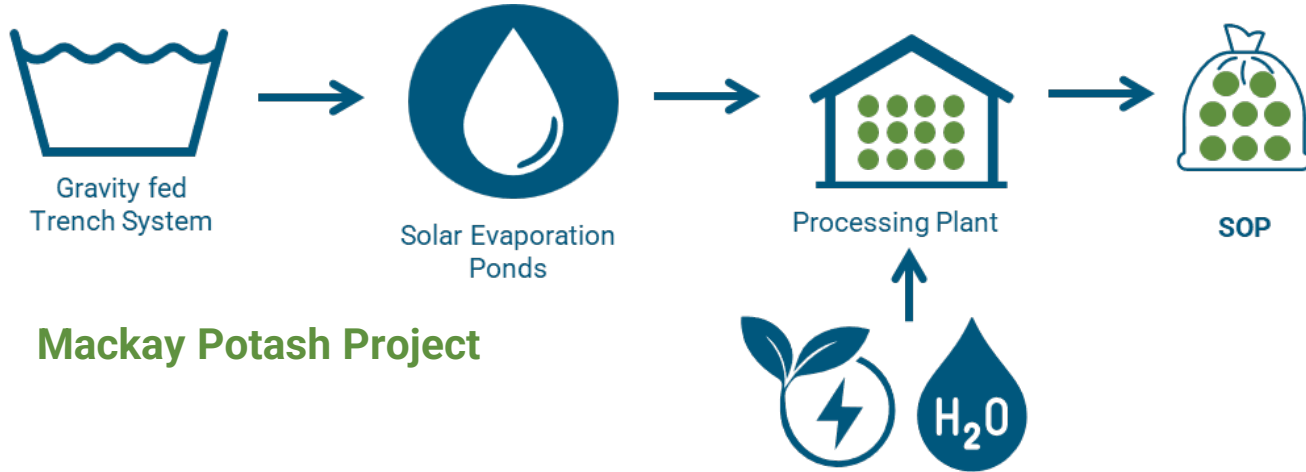 Gravity fed
Trench System
Solar Evaporation
Ponds
Processing Plant
SOP
Mackay Potash Project
H₂O